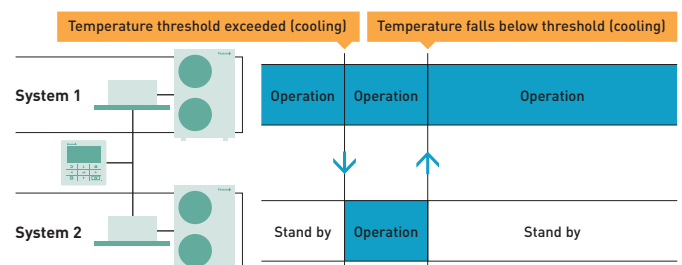 Temperature threshold exceeded (cooling)
Temperature falls below threshold (cooling)
System 1
Operation
Operation
Operation
System 2
Stand by
Operation
Stand by